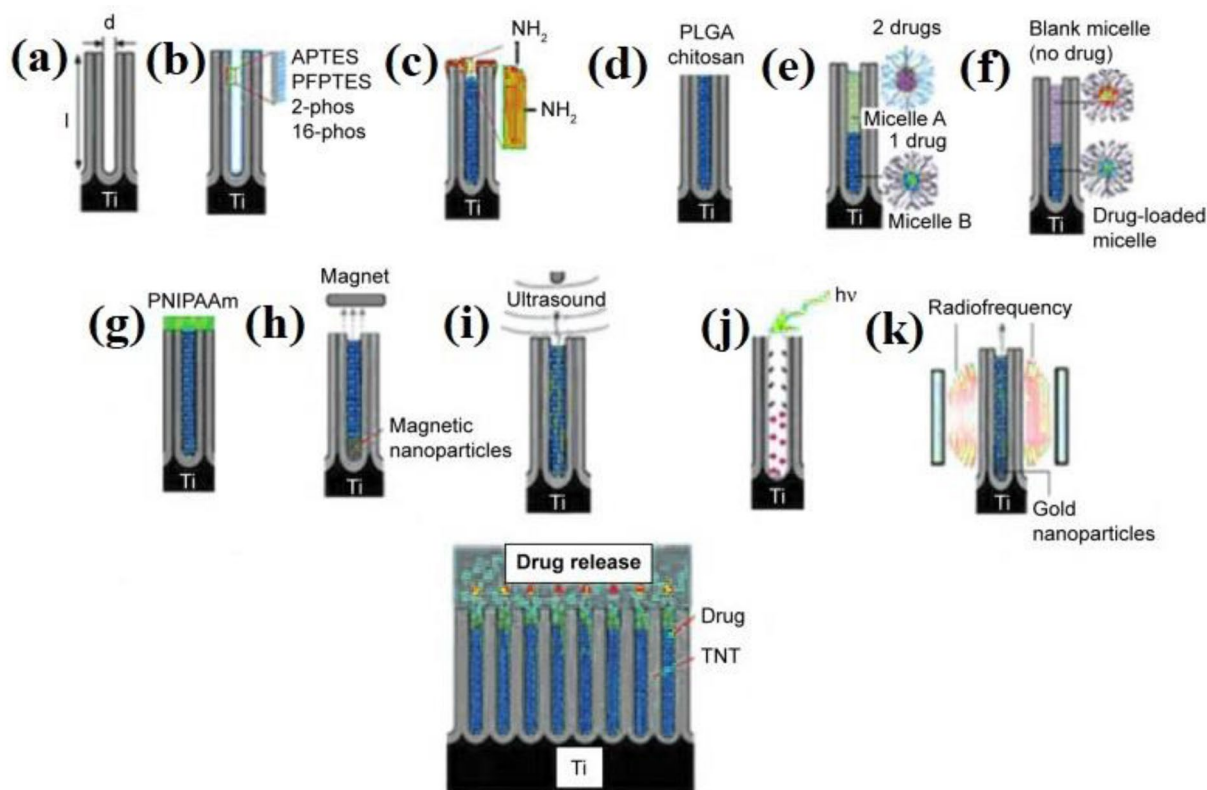 (a)
d
l
Ti
(b)
APTES
PFPTES
2-phos
16-phos
Ti
(c)
NH2
NH2
Ti
(d)
PLGA
chitosan
Ti
(e)
2 drugs
Micelle A
1 drug
Ti
Micelle B
(f)
Blank micelle
(no drug)
Ti
Drug-loaded
micelle
(g)
PNIPAAm
Ti
(h)
Magnet
Magnetic
nanoparticles
Ti
(i)
Ultrasound
Ti
(j)
hν
Ti
(k)
Radiofrequency
Ti
Gold
nanoparticles
Drug release
Drug
TNT
Ti